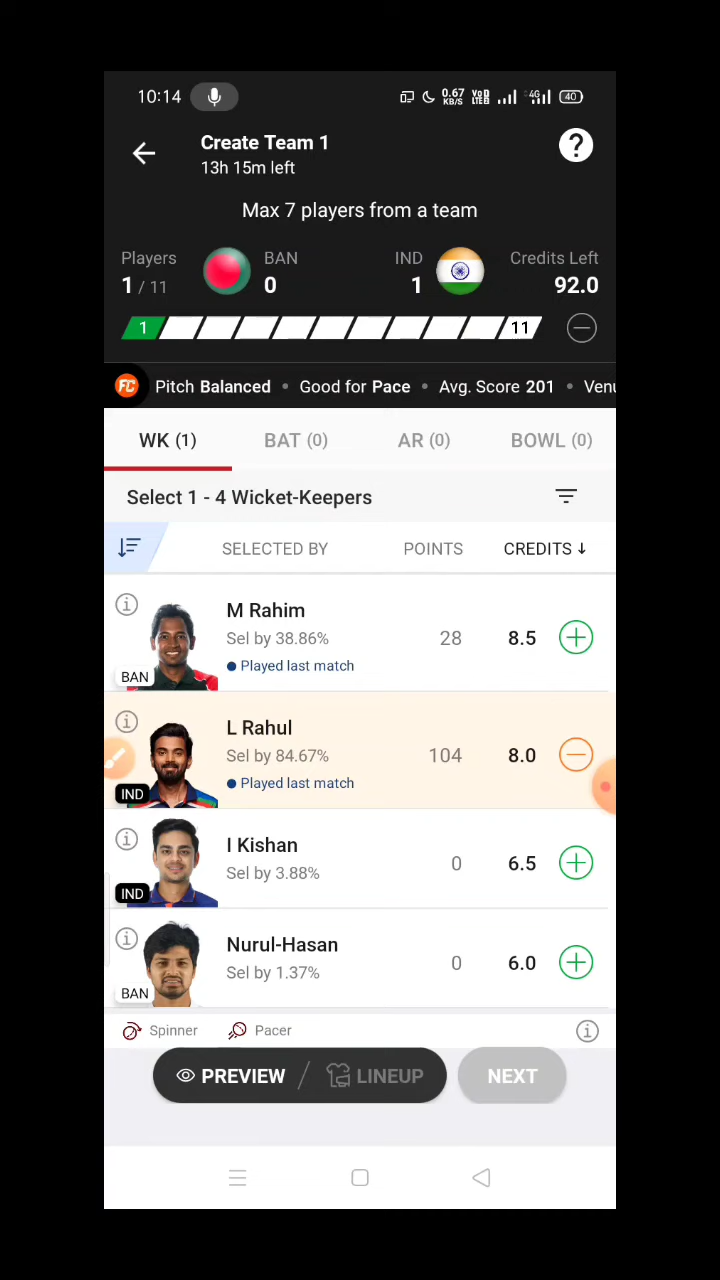 10:14 0.67 KB/S VoD LTE 4G 40
Create Team 1
13h 15m left
?
Max 7 players from a team
Players BAN IND Credits Left
1 / 11 0 1 92.0
1 11
FC Pitch Balanced • Good for Pace • Avg. Score 201 • Venu
WK (1) BAT (0) AR (0) BOWL (0)
Select 1 - 4 Wicket-Keepers
SELECTED BY POINTS CREDITS ↓
M Rahim
Sel by 38.86% 28 8.5
Played last match
BAN
L Rahul
Sel by 84.67% 104 8.0
Played last match
IND
I Kishan
Sel by 3.88% 0 6.5
IND
Nurul-Hasan
Sel by 1.37% 0 6.0
BAN
Spinner Pacer
PREVIEW / LINEUP NEXT